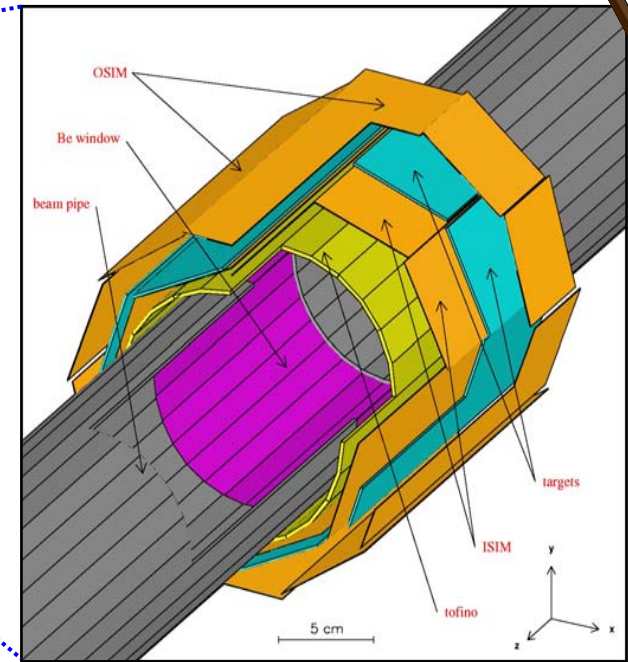 OSIM
Be window
beam pipe
targets
ISIM
tofino
5 cm
y
x
z